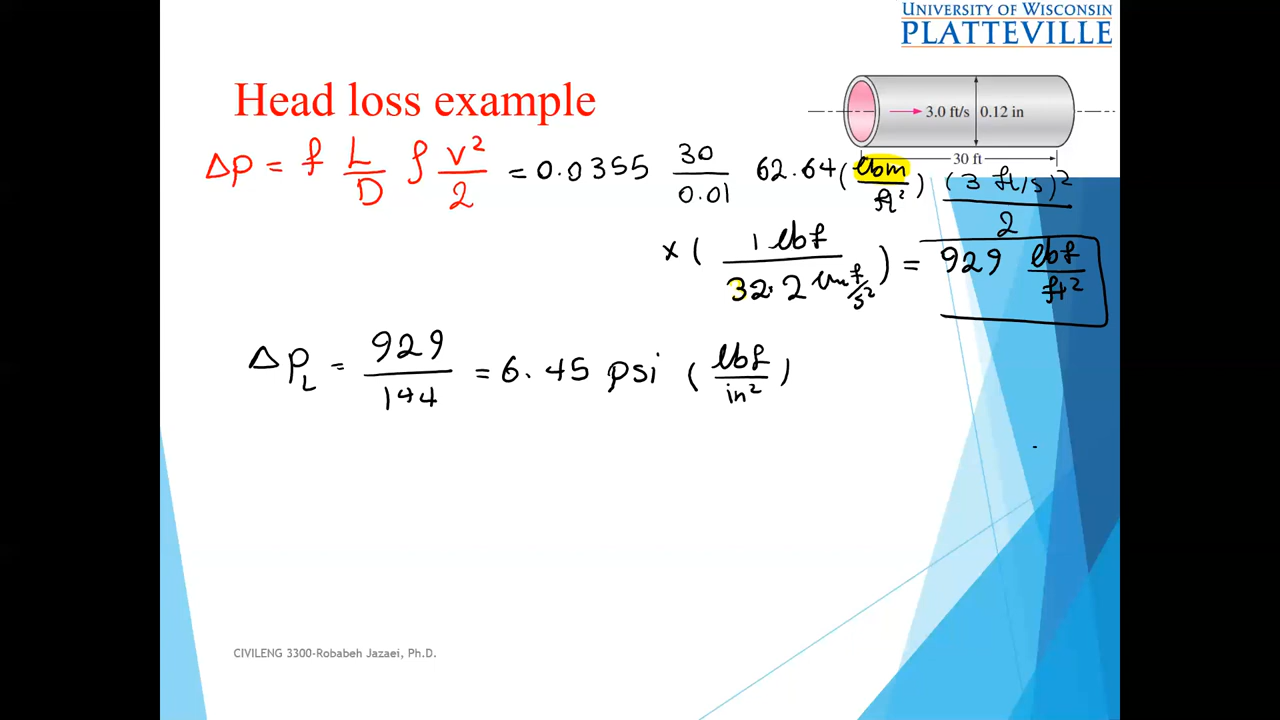 UNIVERSITY OF WISCONSIN
PLATTEVILLE
Head loss example
3.0 ft/s 0.12 in
30 ft
ΔP = f L/D ρ V²/2 = 0.0355 30/0.01 62.64 (lbm/ft²) (3 ft/s)²/2
× ( 1 lbf / 32.2 lbm ft/s² ) = 929 lbf/ft²
ΔP_L = 929/144 = 6.45 psi ( lbf/in² )
CIVILENG 3300-Robabeh Jazaei, Ph.D.